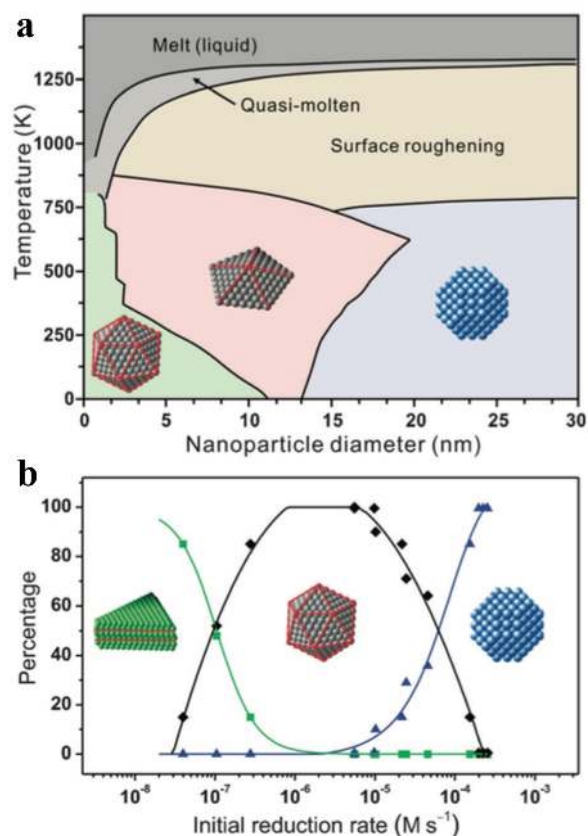 a
Melt (liquid)
Quasi-molten
Surface roughening
Temperature (K)
1250
1000
750
500
250
0
0 5 10 15 20 25 30
Nanoparticle diameter (nm)
b
Percentage
100
80
60
40
20
0
10⁻⁸ 10⁻⁷ 10⁻⁶ 10⁻⁵ 10⁻⁴ 10⁻³
Initial reduction rate (M s⁻¹)